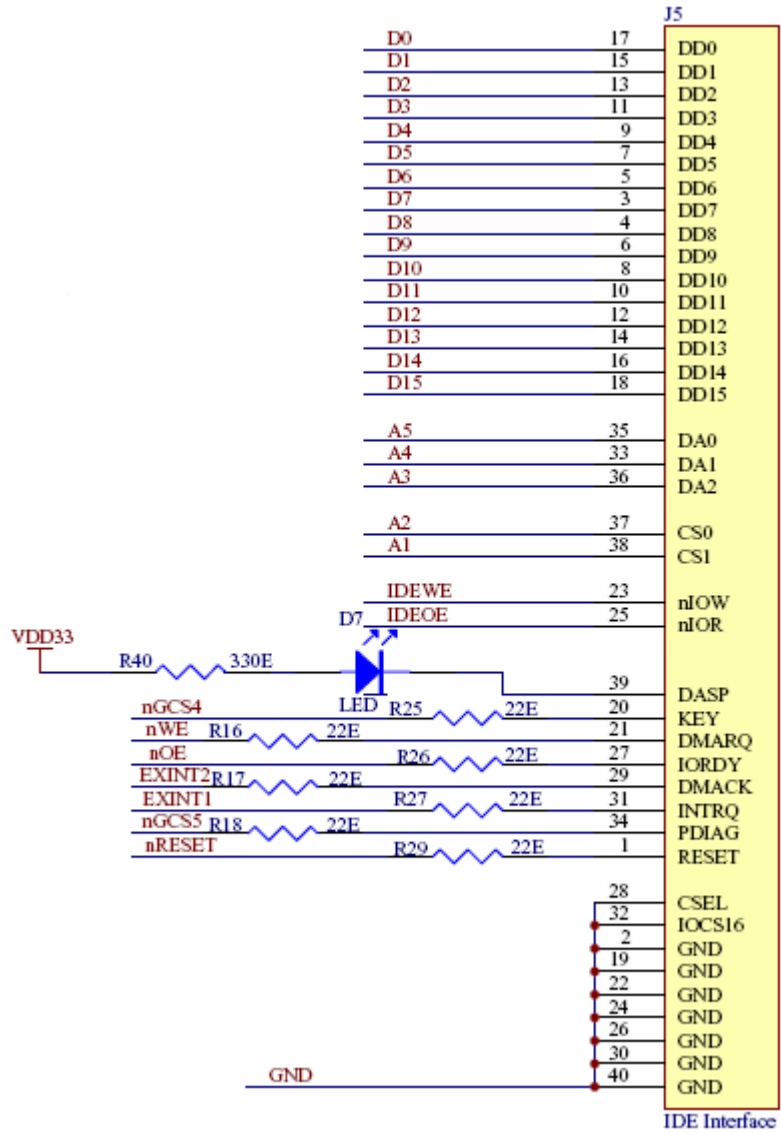 J5
D0 17 DD0
D1 15 DD1
D2 13 DD2
D3 11 DD3
D4 9 DD4
D5 7 DD5
D6 5 DD6
D7 3 DD7
D8 4 DD8
D9 6 DD9
D10 8 DD10
D11 10 DD11
D12 12 DD12
D13 14 DD13
D14 16 DD14
D15 18 DD15
A5 35 DA0
A4 33 DA1
A3 36 DA2
A2 37 CS0
A1 38 CS1
IDEWE 23 nIOW
D7 IDEOE 25 nIOR
VDD33
R40 330E 39 DASP
LED
nGCS4 R25 22E 20 KEY
nWE R16 22E 21 DMARQ
nOE R26 22E 27 IORDY
EXINT2 R17 22E 29 DMACK
EXINT1 R27 22E 31 INTRQ
nGCS5 R18 22E 34 PDIAG
nRESET R29 22E 1 RESET
28 CSEL
32 IOCS16
2 GND
19 GND
22 GND
24 GND
26 GND
30 GND
GND 40 GND
IDE Interface